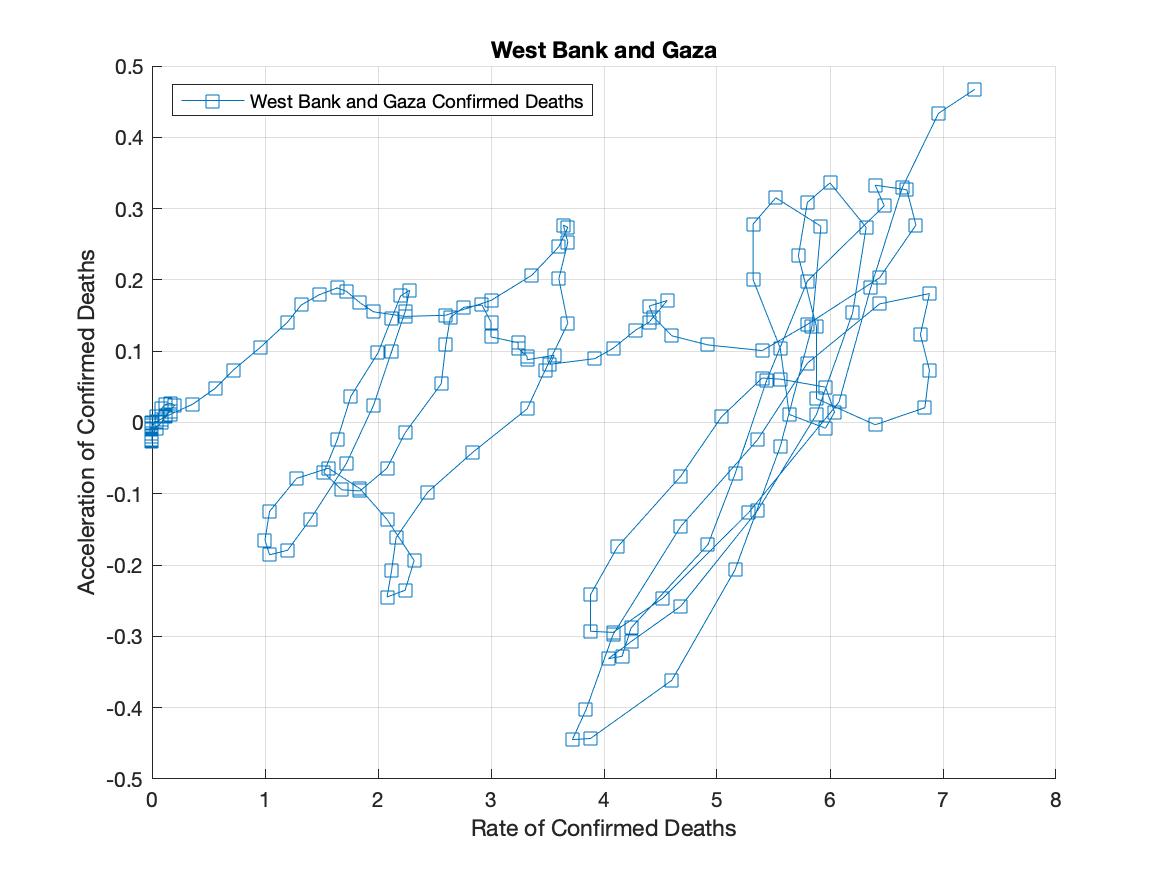 West Bank and Gaza
West Bank and Gaza Confirmed Deaths
0.5
0.4
0.3
0.2
0.1
0
-0.1
-0.2
-0.3
-0.4
-0.5
Acceleration of Confirmed Deaths
0 1 2 3 4 5 6 7 8
Rate of Confirmed Deaths